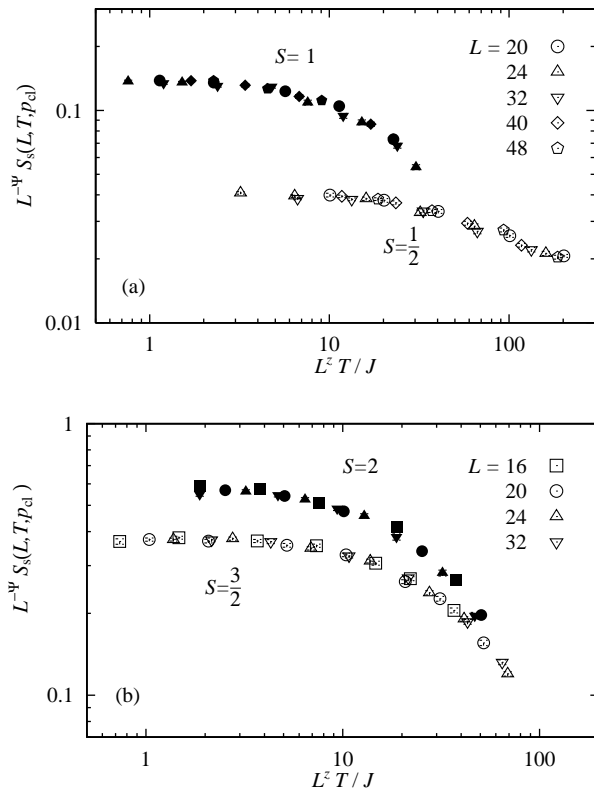 S = 1
L = 20
24
32
40
48
0.1
L^{-Ψ} S_s(L,T,p_cl)
S=1/2
(a)
0.01
1
10
100
L^z T / J
1
S=2
L = 16
20
24
32
L^{-Ψ} S_s(L,T,p_cl)
S=3/2
0.1
(b)
1
10
100
L^z T / J